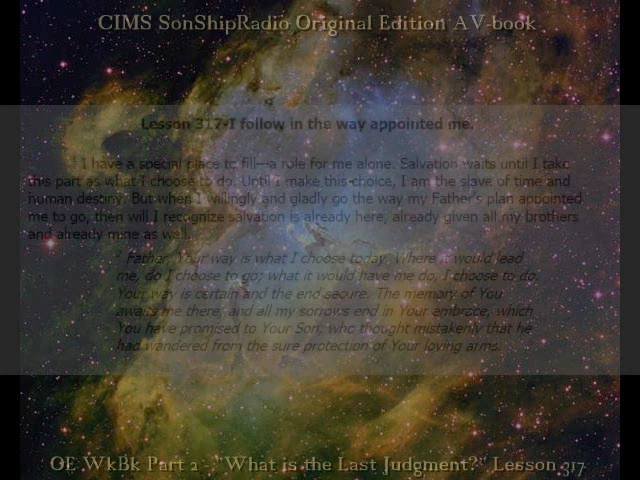 CIMS SonShipRadio Original Edition AV-book
Lesson 317-I follow in the way appointed me.
1 I have a special place to fill—a role for me alone. Salvation waits until I take
this part as what I choose to do. Until I make this choice, I am the slave of time and
human destiny. But when I willingly and gladly go the way my Father's plan appointed
me to go, then will I recognize salvation is already here, already given all my brothers
and already mine as well.
2 Father, Your way is what I choose today. Where it would lead
me, do I choose to go; what it would have me do, I choose to do.
Your way is certain and the end secure. The memory of You
awaits me there, and all my sorrows end in Your embrace, which
You have promised to Your Son, who thought mistakenly that he
had wandered from the sure protection of Your loving arms.
OE WkBk Part 2 - "What is the Last Judgment?" Lesson 317